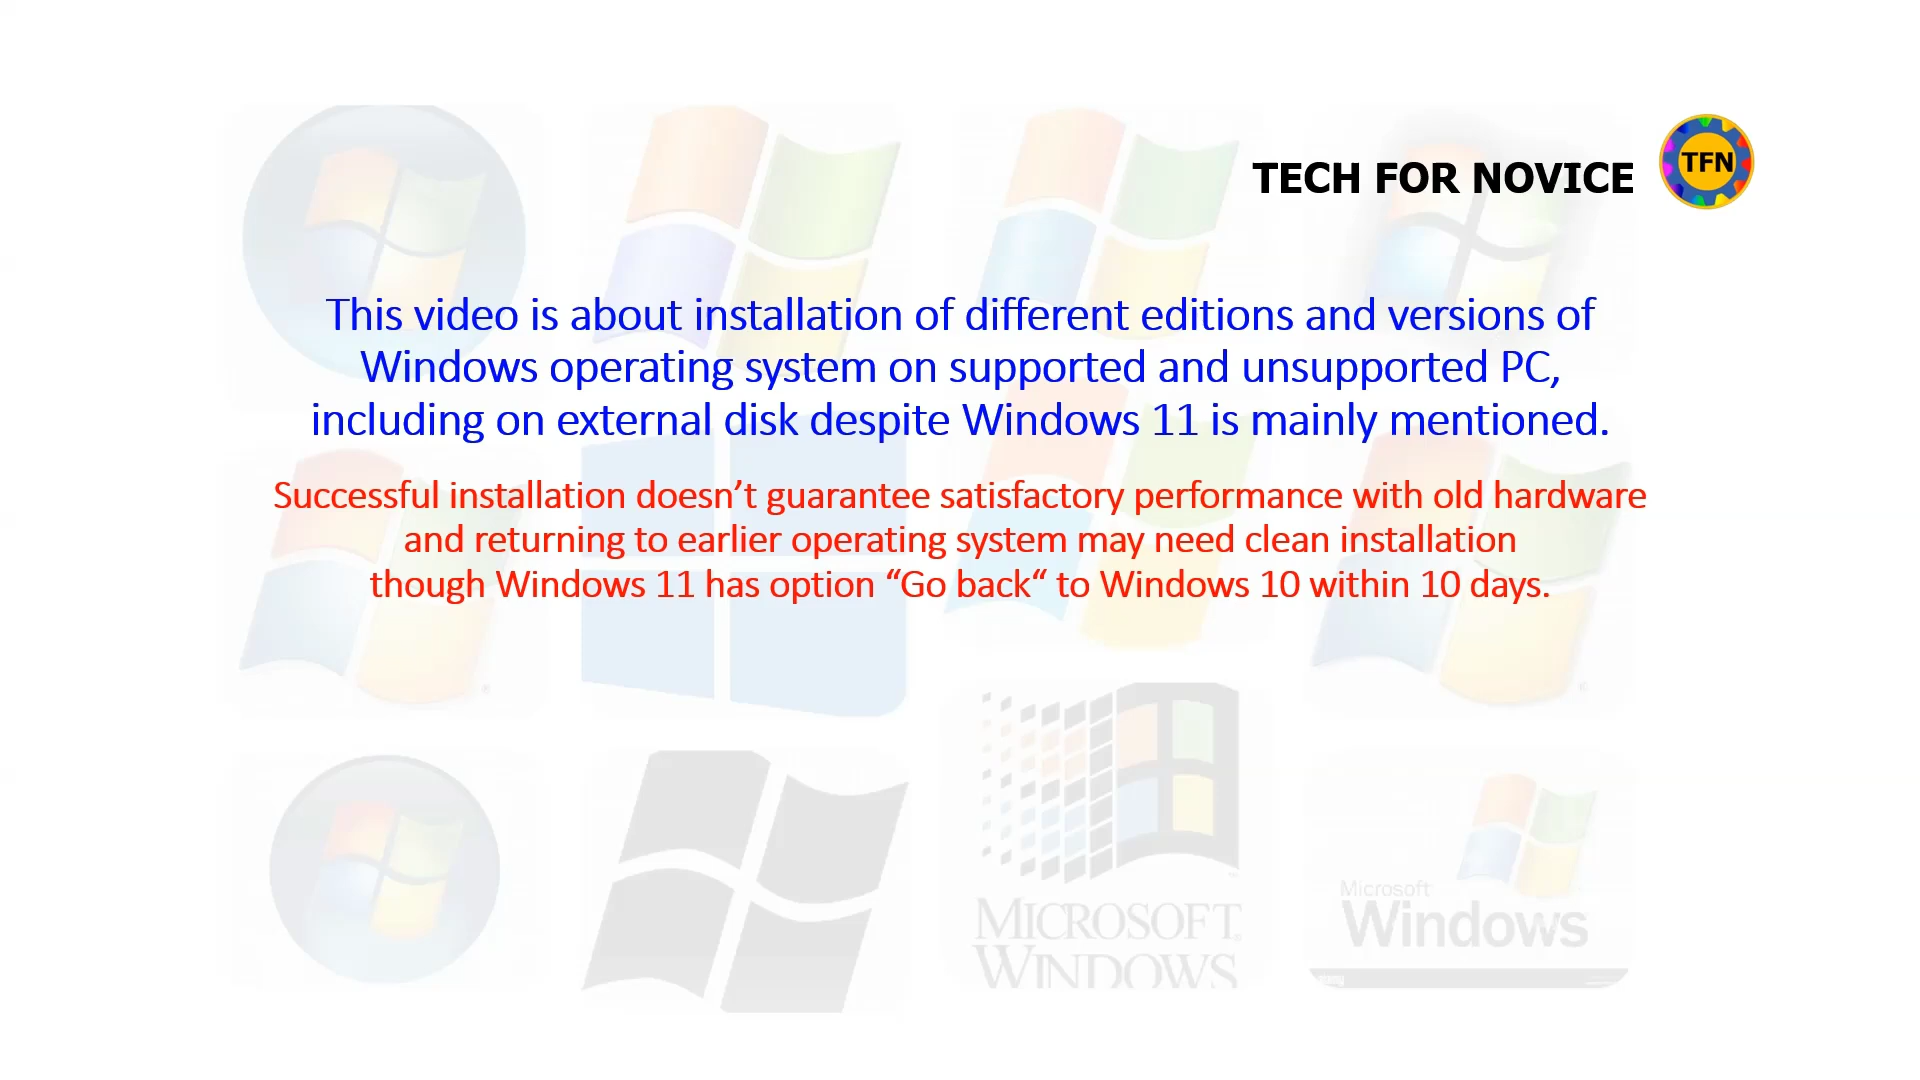 TECH FOR NOVICE
TFN
This video is about installation of different editions and versions of
Windows operating system on supported and unsupported PC,
including on external disk despite Windows 11 is mainly mentioned.
Successful installation doesn’t guarantee satisfactory performance with old hardware
and returning to earlier operating system may need clean installation
though Windows 11 has option “Go back“ to Windows 10 within 10 days.
MICROSOFT
WINDOWS
Microsoft
Windows